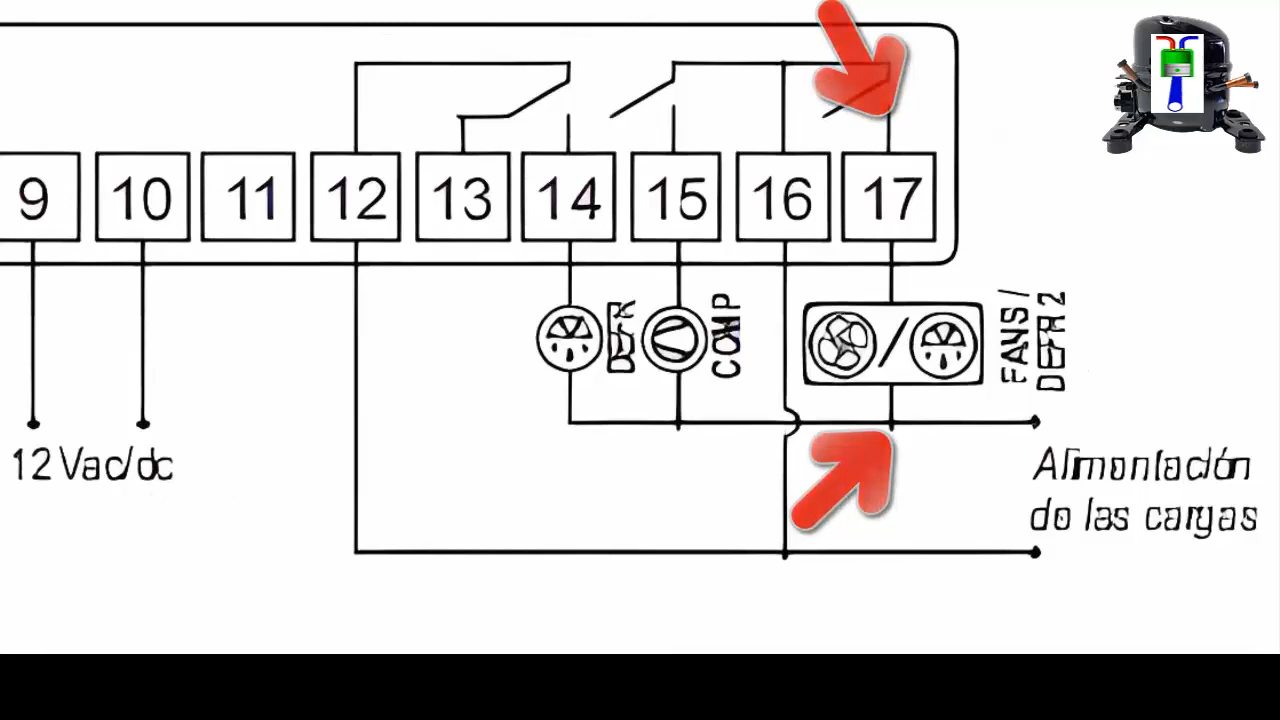 9 10 11 12 13 14 15 16 17
DEFR
COMP
FANS /
DEFR 2
12 Vac/dc
Alimentación
de las cargas